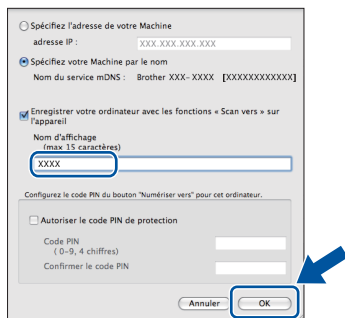 Spécifiez l'adresse de votre Machine
adresse IP : XXX.XXX.XXX.XXX
Spécifiez votre Machine par le nom
Nom du service mDNS : Brother XXX-XXXX [XXXXXXXXXXXX]
Enregistrer votre ordinateur avec les fonctions « Scan vers » sur
l'appareil
Nom d'affichage
(max 15 caractères)
XXXX
Configurez le code PIN du bouton "Numériser vers" pour cet ordinateur.
Autoriser le code PIN de protection
Code PIN
( 0-9, 4 chiffres)
Confirmer le code PIN
Annuler OK